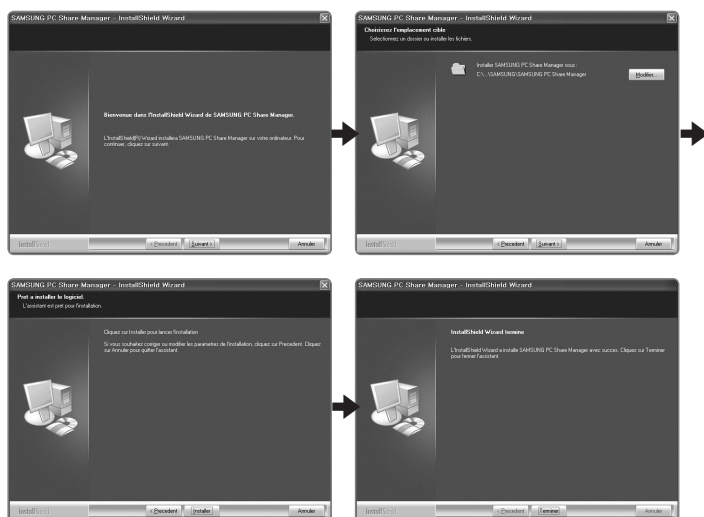 SAMSUNG PC Share Manager - InstallShield Wizard
Bienvenue dans l'InstallShield Wizard de SAMSUNG PC Share Manager.
L'InstallShield(R) Wizard installera SAMSUNG PC Share Manager sur votre ordinateur. Pour
continuer, cliquez sur suivant.
InstallShield
< Precedent
Suivant >
Annuler
SAMSUNG PC Share Manager - InstallShield Wizard
Choisissez l'emplacement cible
Selectionnez un dossier ou installer les fichiers.
Installer SAMSUNG PC Share Manager sous :
C:\...\SAMSUNG\SAMSUNG PC Share Manager
Modifier...
InstallShield
< Precedent
Suivant >
Annuler
SAMSUNG PC Share Manager - InstallShield Wizard
Pret a installer le logiciel.
L'assistant est pret pour l'installation.
Cliquez sur Installer pour lancer l'installation
Si vous souhaitez corriger ou modifier les parametres de l'installation, cliquez sur Precedent. Cliquez
sur Annuler pour quitter l'assistant.
InstallShield
< Precedent
Installer
Annuler
SAMSUNG PC Share Manager - InstallShield Wizard
InstallShield Wizard termine
L'InstallShield Wizard a installe SAMSUNG PC Share Manager avec succes. Cliquez sur Terminer
pour fermer l'assistant
InstallShield
< Precedent
Terminer
Annuler